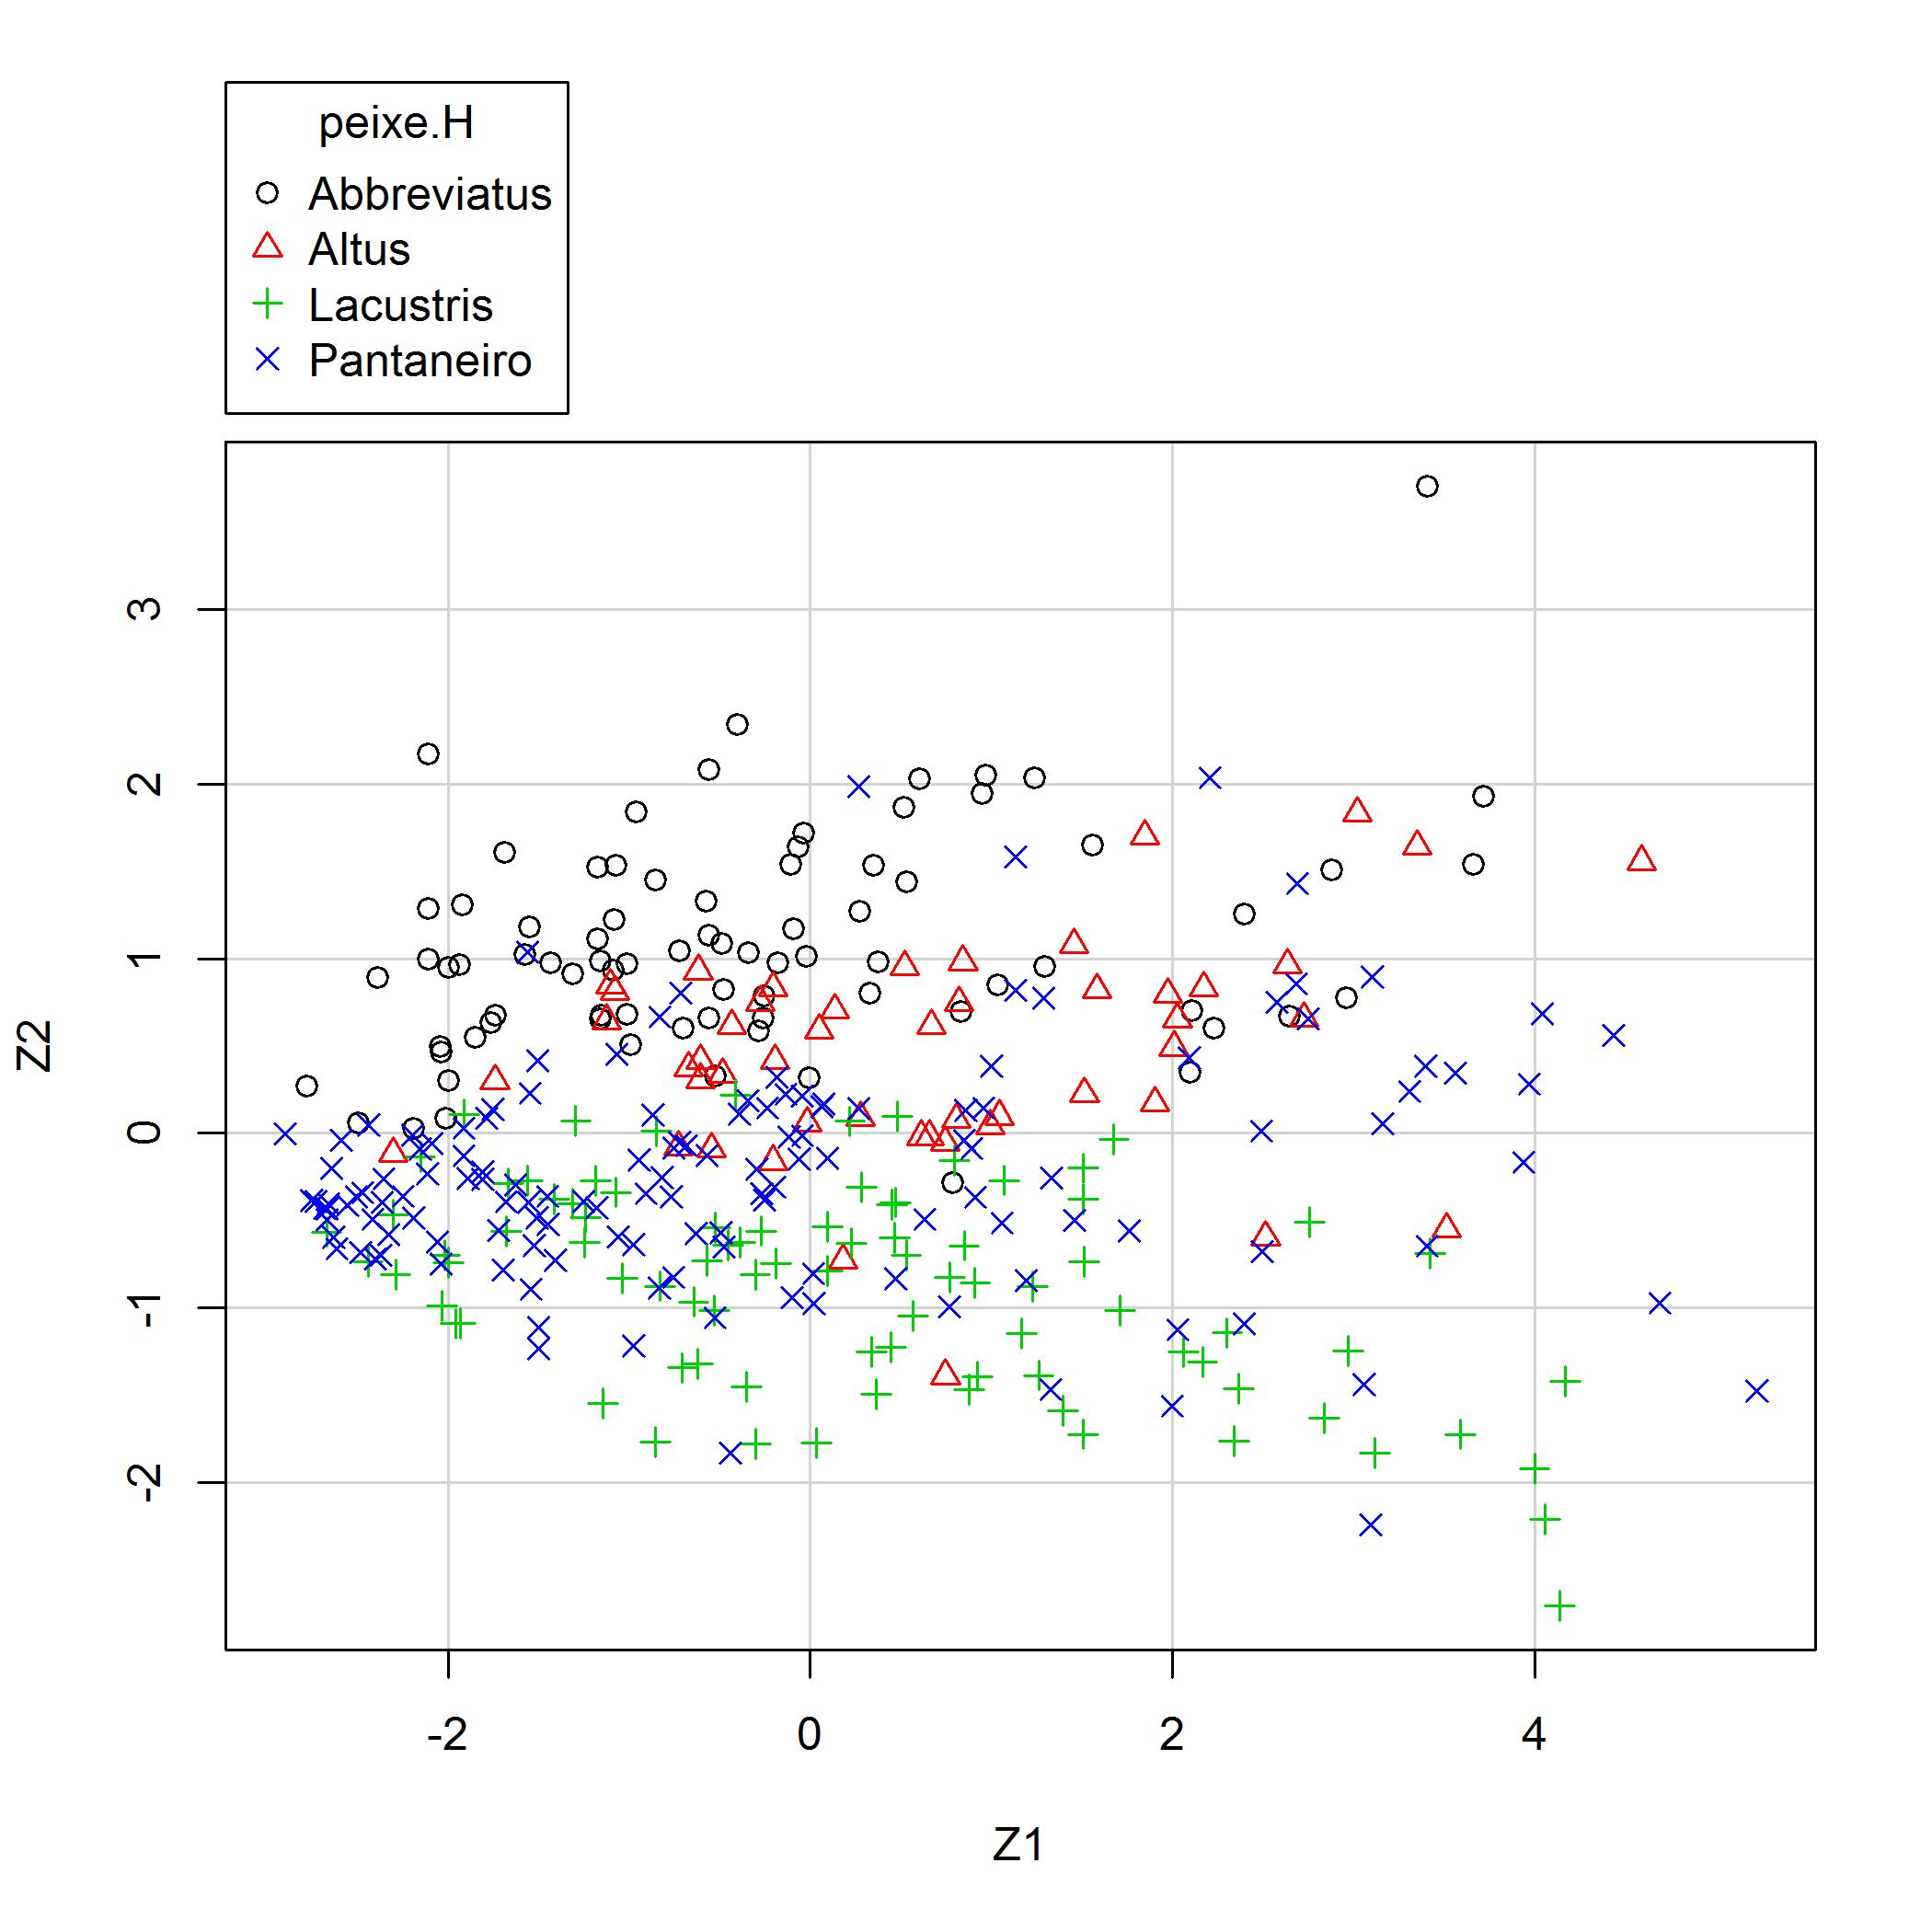 peixe.H
Abbreviatus
Altus
Lacustris
Pantaneiro
3
2
1
0
-1
-2
Z2
-2 0 2 4
Z1